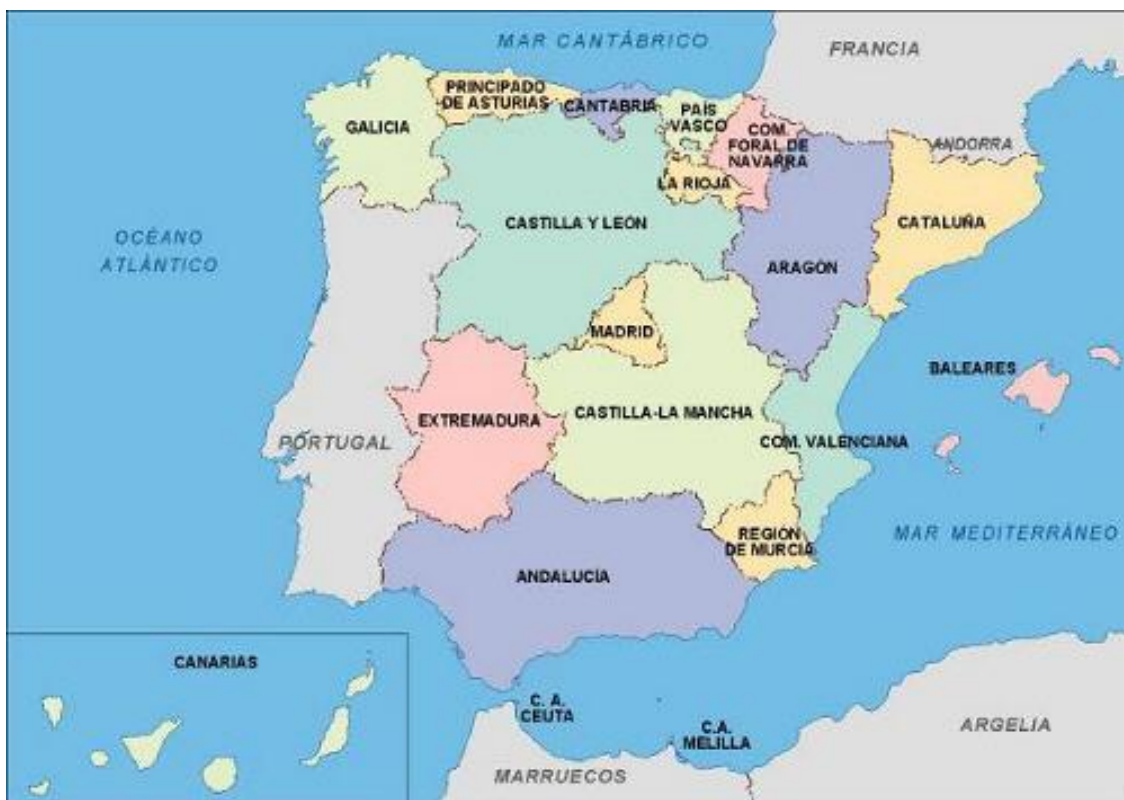 MAR CANTÁBRICO
FRANCIA
PRINCIPADO
DE ASTURIAS
CANTABRIA
PAÍS
VASCO
GALICIA
COM.
FORAL DE
NAVARRA
ANDORRA
LA RIOJA
CASTILLA Y LEÓN
CATALUÑA
OCÉANO
ATLÁNTICO
ARAGÓN
MADRID
BALEARES
CASTILLA-LA MANCHA
EXTREMADURA
PORTUGAL
COM. VALENCIANA
REGIÓN
DE MURCIA
MAR MEDITERRÁNEO
ANDALUCÍA
CANARIAS
C. A.
CEUTA
C.A.
MELILLA
ARGELIA
MARRUECOS